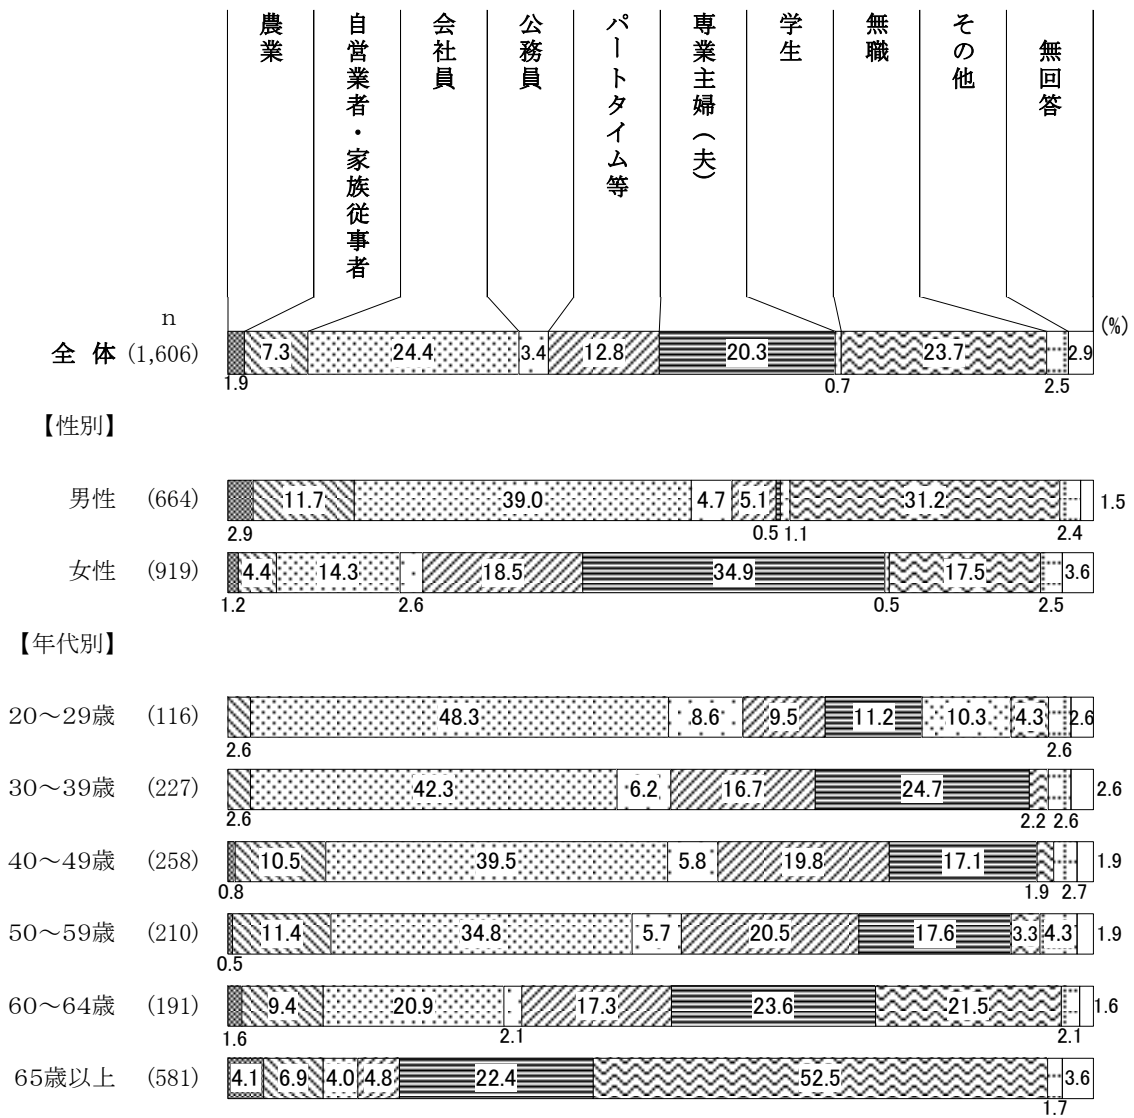 農業
自営業者・家族従事者
会社員
公務員
パートタイム等
専業主婦（夫）
学生
無職
その他
無回答
n
(%)
全 体 (1,606) 7.3 24.4 3.4 12.8 20.3 23.7 2.9
1.9 0.7 2.5
【性別】
男性 (664) 11.7 39.0 4.7 5.1 31.2 1.5
2.9 0.5 1.1 2.4
女性 (919) 4.4 14.3 18.5 34.9 17.5 3.6
1.2 2.6 0.5 2.5
【年代別】
20～29歳 (116) 48.3 8.6 9.5 11.2 10.3 4.3 2.6
2.6 2.6
30～39歳 (227) 42.3 6.2 16.7 24.7 2.6
2.6 2.2 2.6
40～49歳 (258) 10.5 39.5 5.8 19.8 17.1 1.9
0.8 1.9 2.7
50～59歳 (210) 11.4 34.8 5.7 20.5 17.6 3.3 4.3 1.9
0.5
60～64歳 (191) 9.4 20.9 17.3 23.6 21.5 1.6
1.6 2.1 2.1
65歳以上 (581) 4.1 6.9 4.0 4.8 22.4 52.5 3.6
1.7